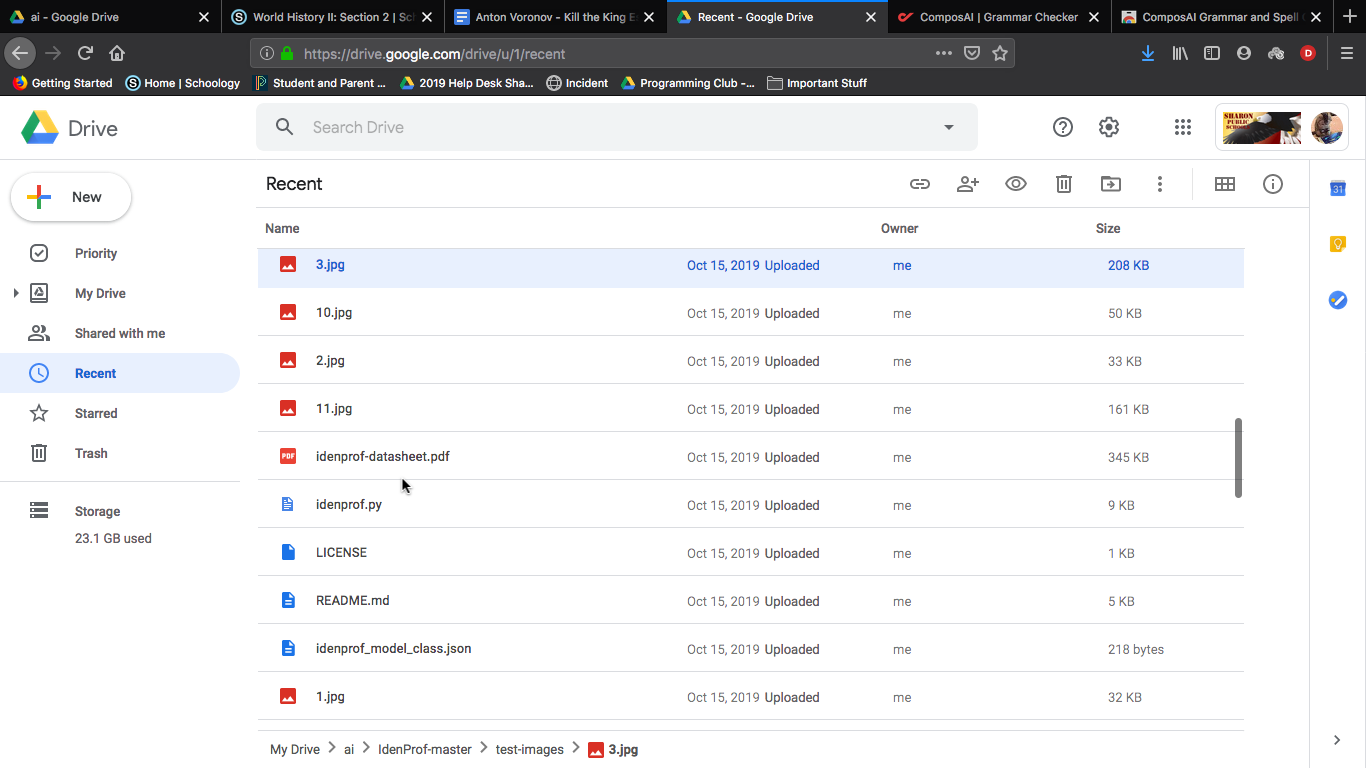 ai - Google Drive
World History II: Section 2 | Sch
Anton Voronov - Kill the King E
Recent - Google Drive
ComposAI | Grammar Checker
ComposAI Grammar and Spell C
https://drive.google.com/drive/u/1/recent
D
Getting Started
Home | Schoology
Student and Parent ...
2019 Help Desk Sha...
Incident
Programming Club -...
Important Stuff
Drive
Search Drive
SHARON
PUBLIC
SCHOOLS
New
Recent
31
Name Owner Size
Priority
My Drive
Shared with me
Recent
Starred
Trash
Storage
23.1 GB used
3.jpg Oct 15, 2019 Uploaded me 208 KB
10.jpg Oct 15, 2019 Uploaded me 50 KB
2.jpg Oct 15, 2019 Uploaded me 33 KB
11.jpg Oct 15, 2019 Uploaded me 161 KB
PDF idenprof-datasheet.pdf Oct 15, 2019 Uploaded me 345 KB
idenprof.py Oct 15, 2019 Uploaded me 9 KB
LICENSE Oct 15, 2019 Uploaded me 1 KB
README.md Oct 15, 2019 Uploaded me 5 KB
idenprof_model_class.json Oct 15, 2019 Uploaded me 218 bytes
1.jpg Oct 15, 2019 Uploaded me 32 KB
My Drive > ai > IdenProf-master > test-images > 3.jpg